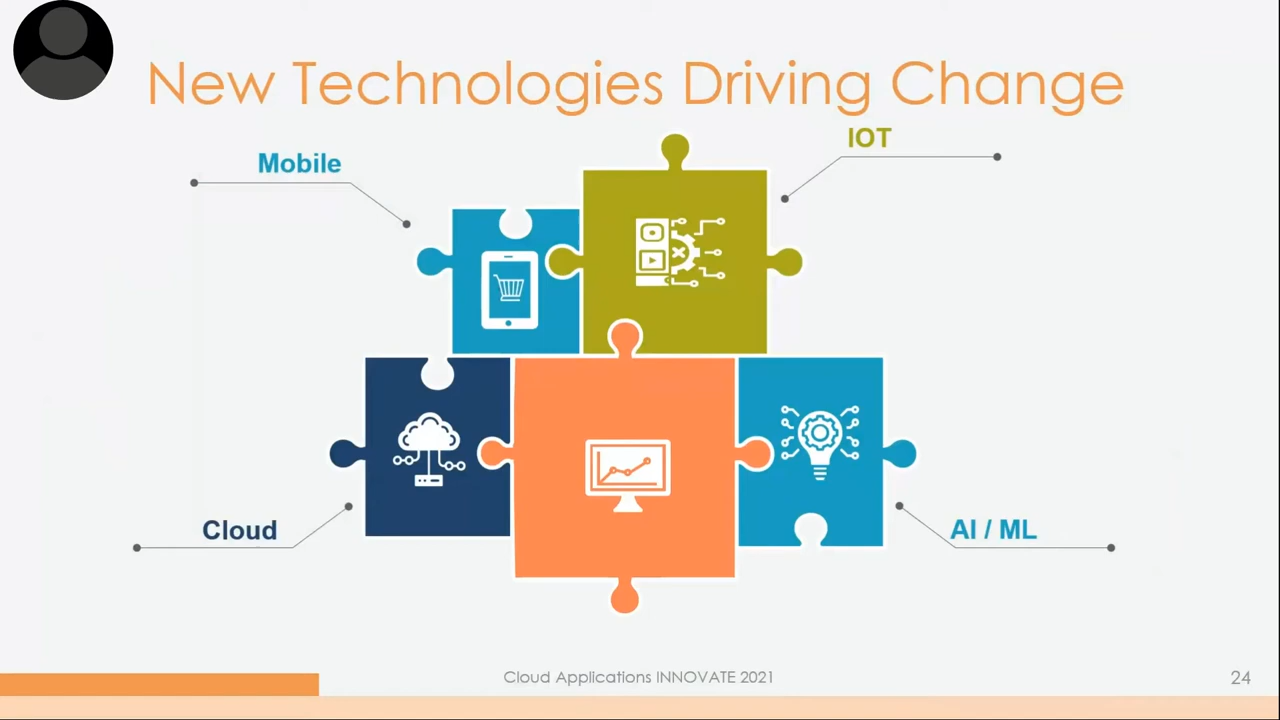 New Technologies Driving Change
IOT
Mobile
Cloud
AI / ML
Cloud Applications INNOVATE 2021
24